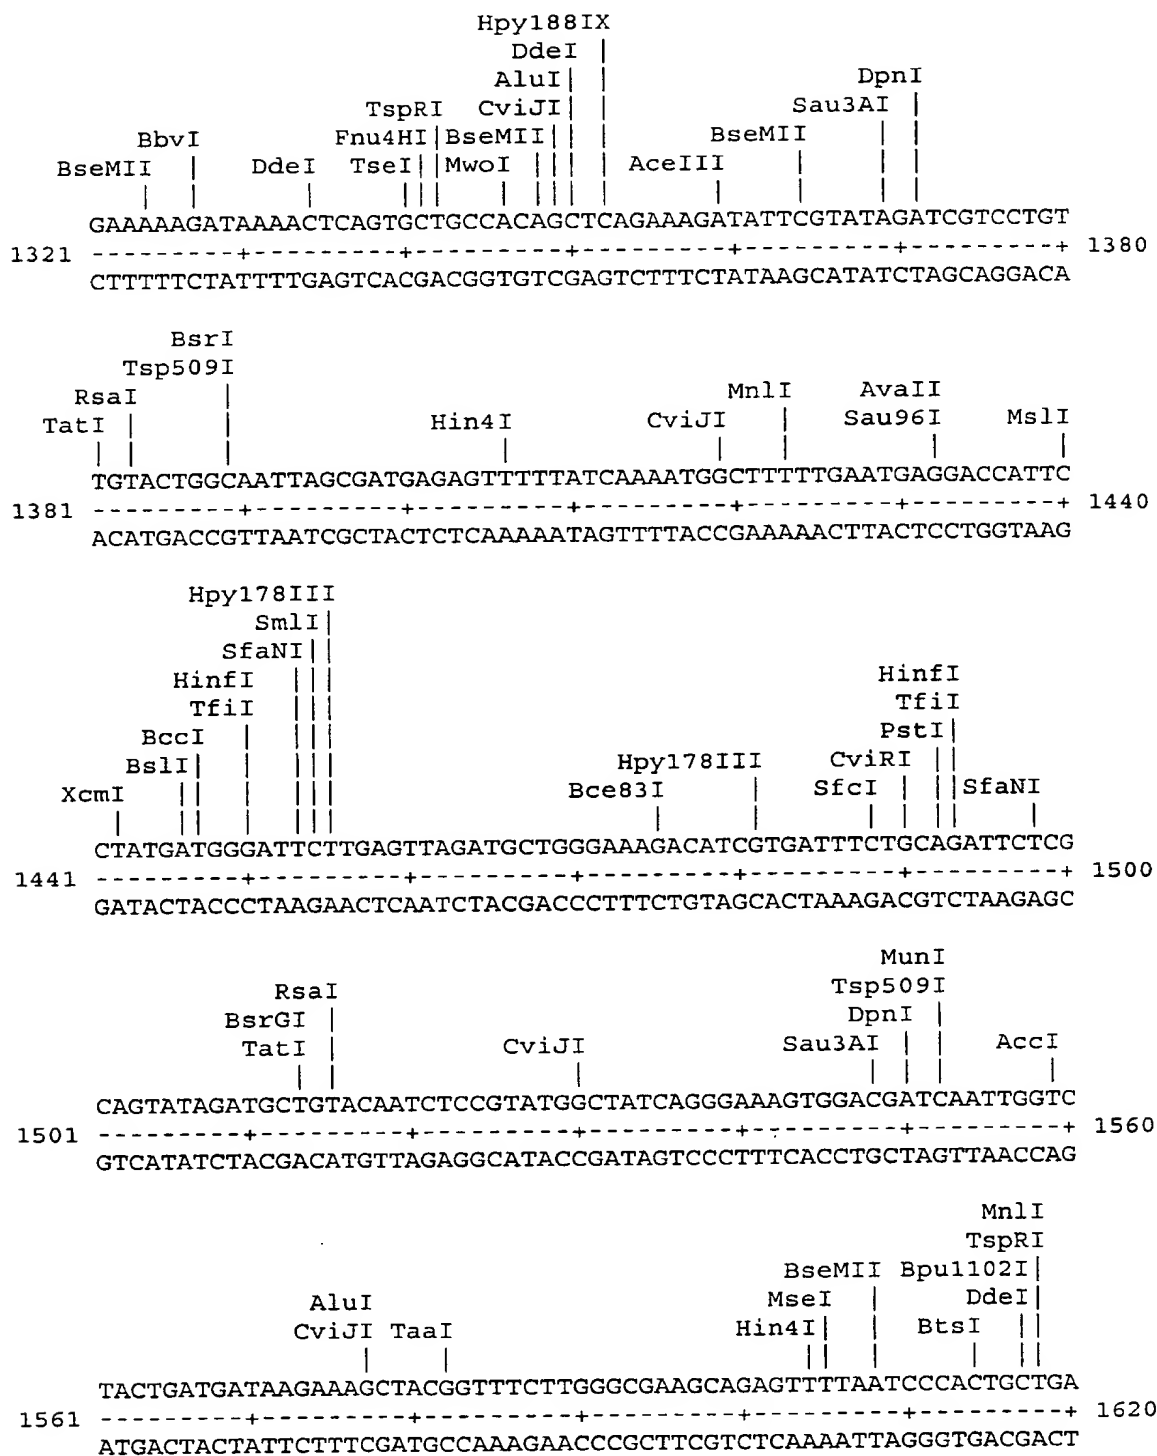 Hpy188IX
DdeI
AluI DpnI
TspRI CviJI Sau3AI
BbvI Fnu4HI BseMII BseMII
BseMII DdeI TseI MwoI AceIII
GAAAAAGATAAAACTCAGTGCTGCCACAGCTCAGAAAGATATTCGTATAGATCGTCCTGT
1321 ---------+---------+---------+---------+---------+---------+ 1380
CTTTTTCTATTTTGAGTCACGACGGTGTCGAGTCTTTCTATAAGCATATCTAGCAGGACA
BsrI
Tsp509I
RsaI MnlI AvaII
TatI Hin4I CviJI Sau96I MslI
TGTACTGGCAATTAGCGATGAGAGTTTTTATCAAAATGGCTTTTTGAATGAGGACCATTC
1381 ---------+---------+---------+---------+---------+---------+ 1440
ACATGACCGTTAATCGCTACTCTCAAAAATAGTTTTACCGAAAAACTTACTCCTGGTAAG
Hpy178III
SmlI
SfaNI
HinfI HinfI
TfiI TfiI
BccI PstI
BslI Hpy178III CviRI
XcmI Bce83I SfcI SfaNI
CTATGATGGGATTCTTGAGTTAGATGCTGGGAAAGACATCGTGATTTCTGCAGATTCTCG
1441 ---------+---------+---------+---------+---------+---------+ 1500
GATACTACCCTAAGAACTCAATCTACGACCCTTTCTGTAGCACTAAAGACGTCTAAGAGC
MunI
RsaI Tsp509I
BsrGI DpnI
TatI CviJI Sau3AI AccI
CAGTATAGATGCTGTACAATCTCCGTATGGCTATCAGGGAAAGTGGACGATCAATTGGTC
1501 ---------+---------+---------+---------+---------+---------+ 1560
GTCATATCTACGACATGTTAGAGGCATACCGATAGTCCCTTTCACCTGCTAGTTAACCAG
MnlI
TspRI
BseMII Bpu1102I
AluI MseI DdeI
CviJI TaaI Hin4I BtsI
TACTGATGATAAGAAAGCTACGGTTTCTTGGGCGAAGCAGAGTTTTAATCCCACTGCTGA
1561 ---------+---------+---------+---------+---------+---------+ 1620
ATGACTACTATTCTTTCGATGCCAAAGAACCCGCTTCGTCTCAAAATTAGGGTGACGACT